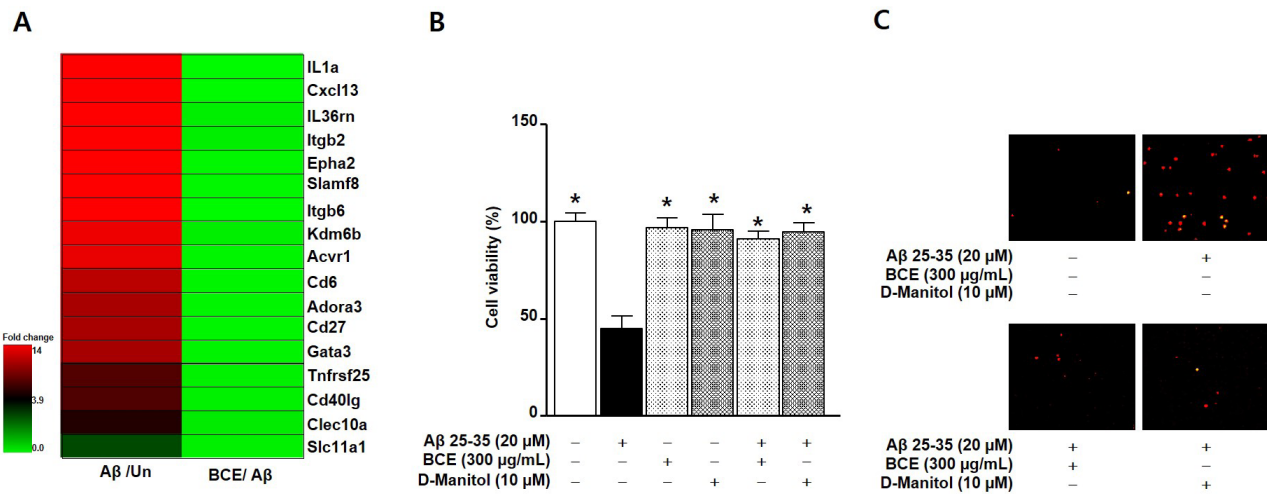 A
IL1a
Cxcl13
IL36rn
Itgb2
Epha2
Slamf8
Itgb6
Kdm6b
Acvr1
Cd6
Adora3
Cd27
Gata3
Tnfrsf25
Cd40lg
Clec10a
Slc11a1
Fold change
14
3.9
0.0
Aβ /Un BCE/ Aβ
B
Cell viability (%)
150
100
50
0
* * * * *
Aβ 25-35 (20 μM) – + – – + +
BCE (300 μg/mL) – – + – + –
D-Manitol (10 μM) – – – + – +
C
Aβ 25-35 (20 μM) – +
BCE (300 μg/mL) – –
D-Manitol (10 μM) – –
Aβ 25-35 (20 μM) + +
BCE (300 μg/mL) + –
D-Manitol (10 μM) – +